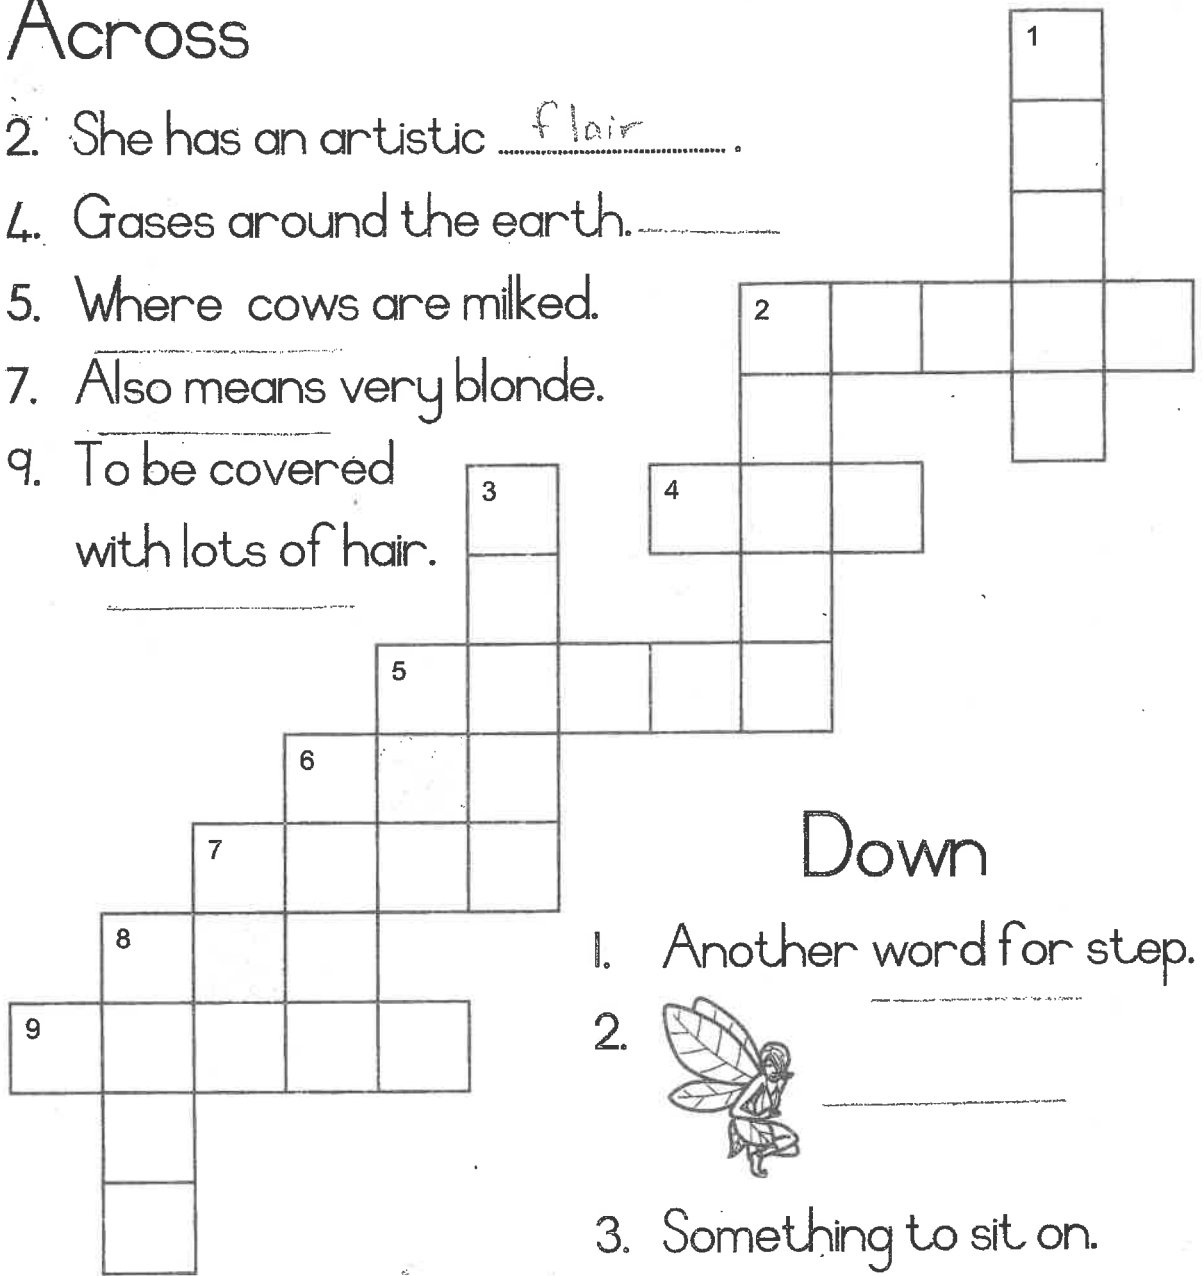 Across
2. She has an artistic flair.
4. Gases around the earth.
5. Where cows are milked.
7. Also means very blonde.
9. To be covered
with lots of hair.
1
2
3
4
5
6
7
8
9
Down
1. Another word for step.
2.
3. Something to sit on.